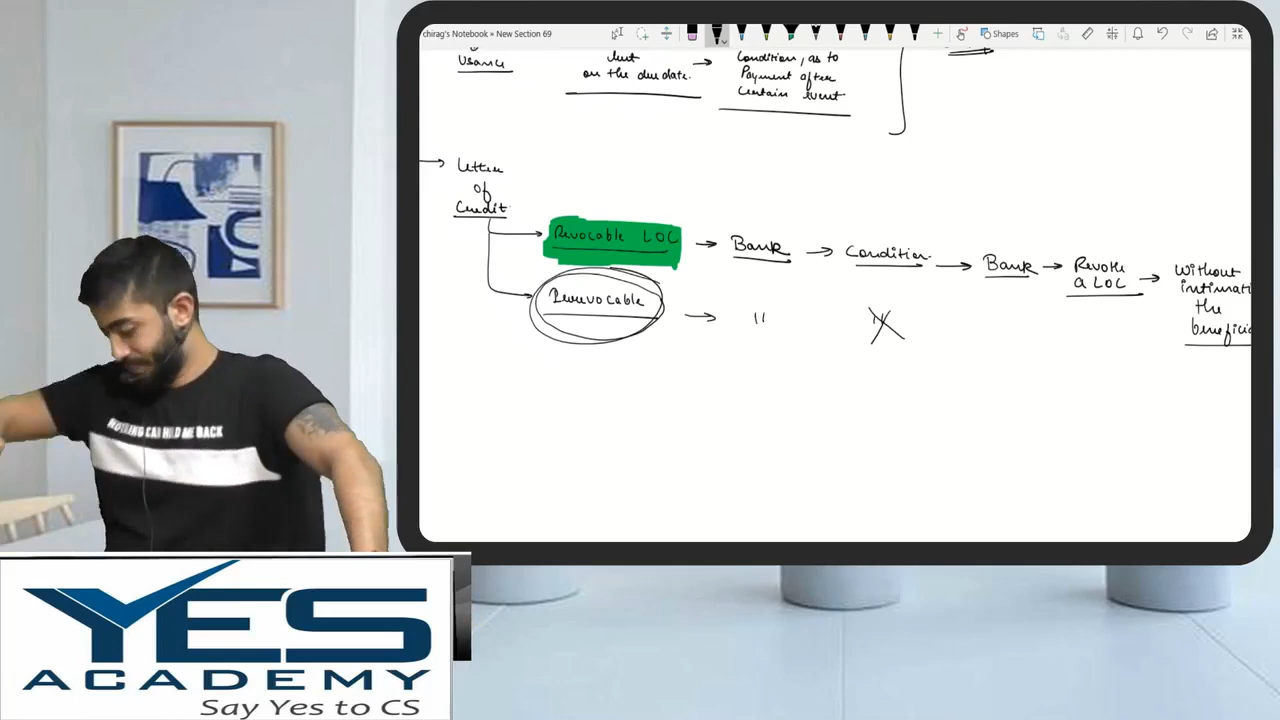 chirag's Notebook » New Section 69
Shapes
Usance
but
on the due date.
Condition, as to
Payment after
Certain event
Letter
of
Credit
Revocable LOC
Bank
Condition
Bank
Revoke
a LOC
Without
intimati
the
benefici
Irrevocable
"
"
NOTHING CAN HOLD ME BACK
YES
ACADEMY
Say Yes to CS